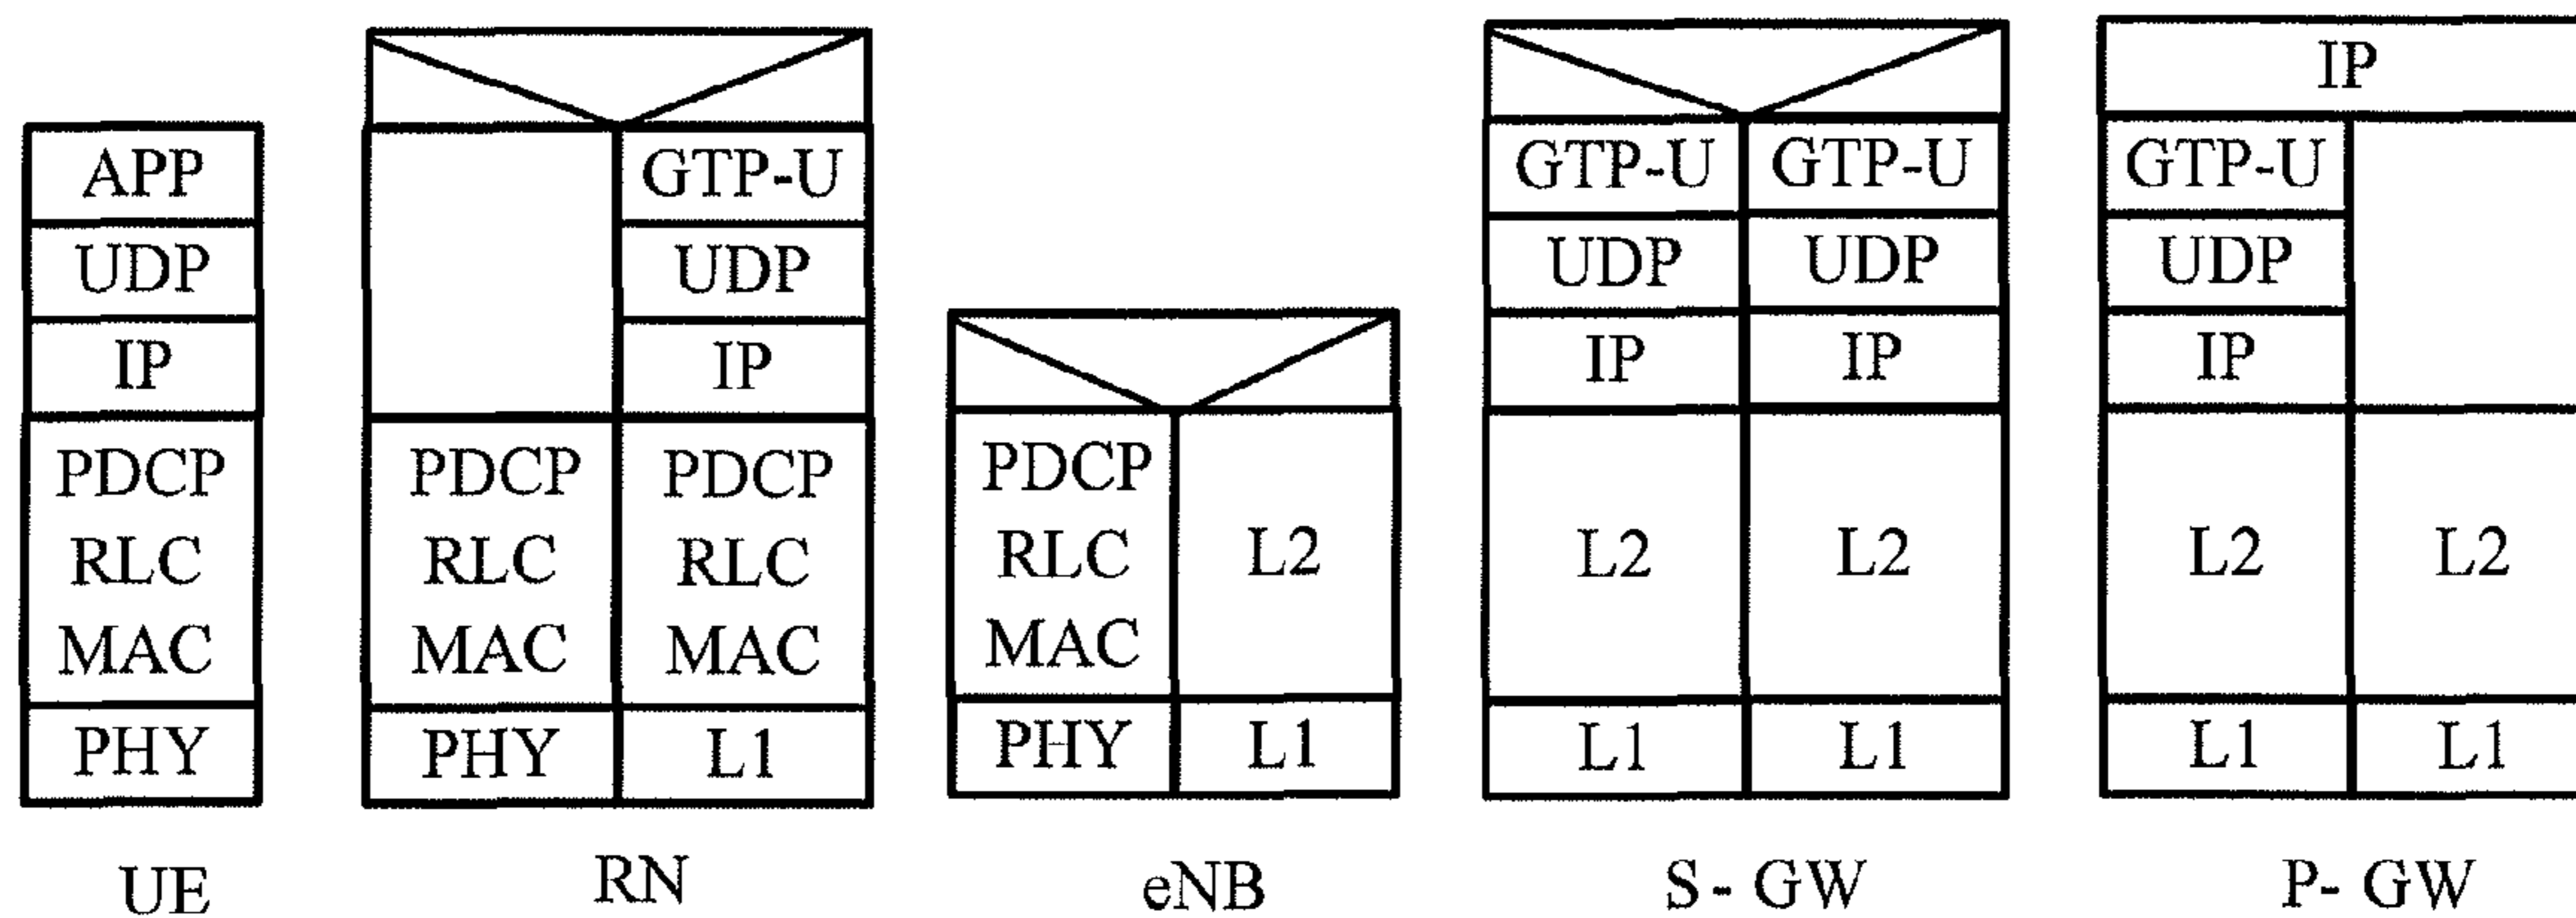 APP
UDP
IP
PDCP
RLC
MAC
PHY
UE
GTP-U
UDP
IP
PDCP
RLC
MAC
PHY
PDCP
RLC
MAC
L1
RN
PDCP
RLC
MAC
PHY
L2
L1
eNB
GTP-U
UDP
IP
L2
L1
GTP-U
UDP
IP
L2
L1
S- GW
IP
GTP-U
UDP
IP
L2
L1
L2
L1
P- GW